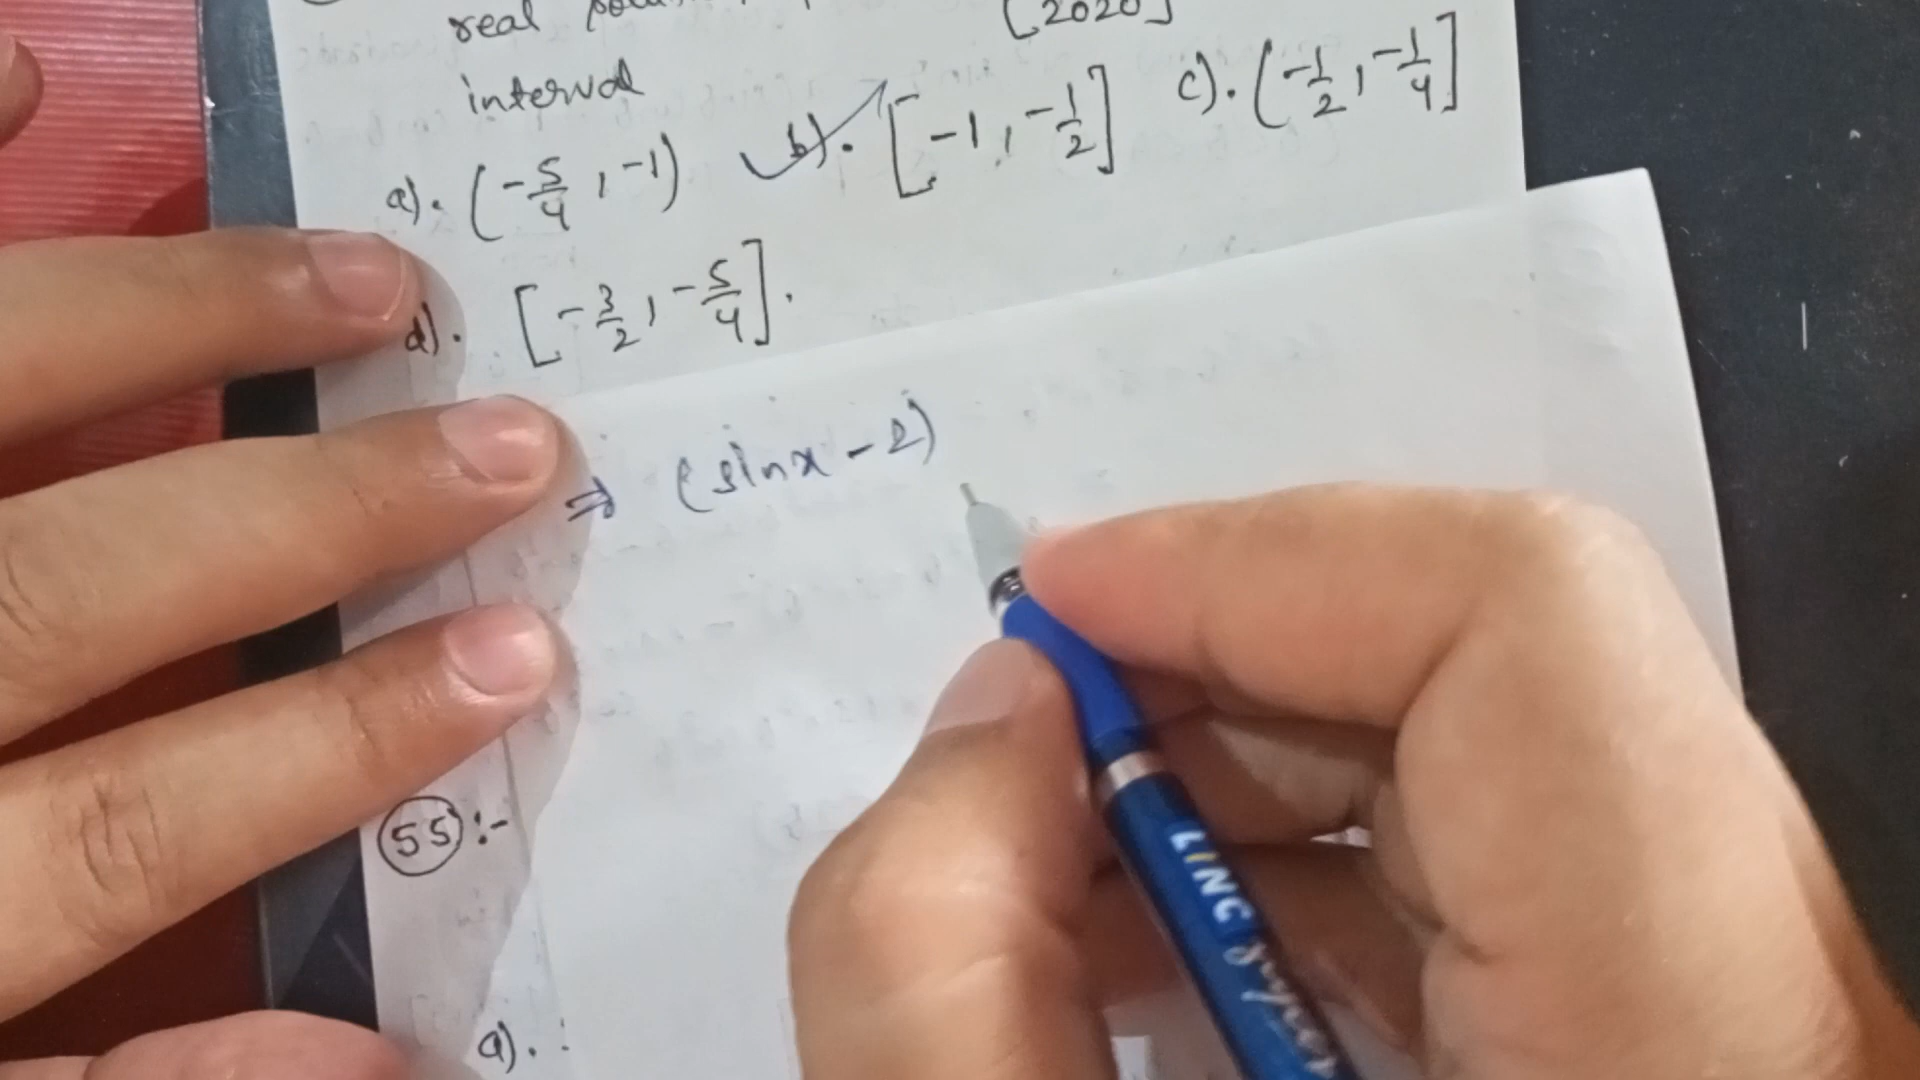 real
[2020]
interval
a). (-5/4, -1) b). [-1, -1/2] c). (-1/2, -1/4]
d). [-3/2, -5/4].
⇒ (sinx - 2)
55 :-
a). :
LINC